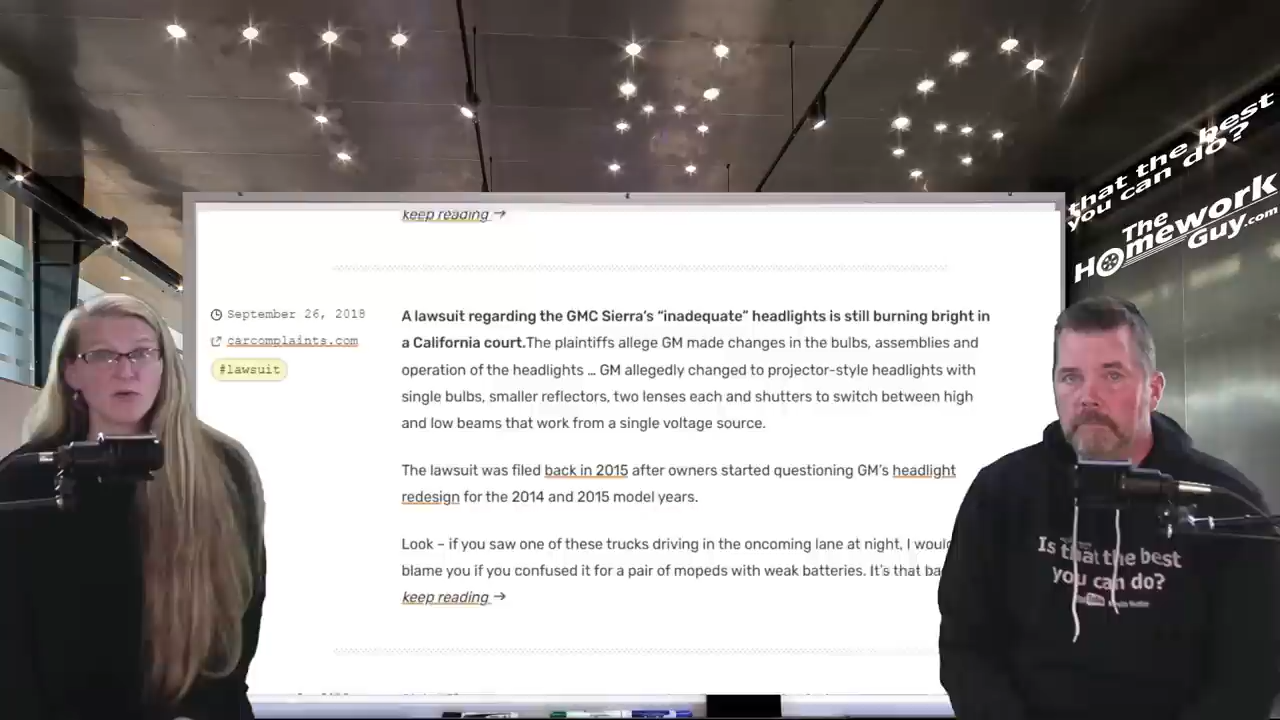 that the best
you can do?
The
Homework
Guy.com
keep reading →
September 26, 2018
carcomplaints.com
#lawsuit
A lawsuit regarding the GMC Sierra’s “inadequate” headlights is still burning bright in
a California court.The plaintiffs allege GM made changes in the bulbs, assemblies and
operation of the headlights … GM allegedly changed to projector-style headlights with
single bulbs, smaller reflectors, two lenses each and shutters to switch between high
and low beams that work from a single voltage source.
The lawsuit was filed back in 2015 after owners started questioning GM’s headlight
redesign for the 2014 and 2015 model years.
Look – if you saw one of these trucks driving in the oncoming lane at night, I
blame you if you confused it for a pair of mopeds with weak batteries. It’s that
keep reading →
Is that the best
you can do?